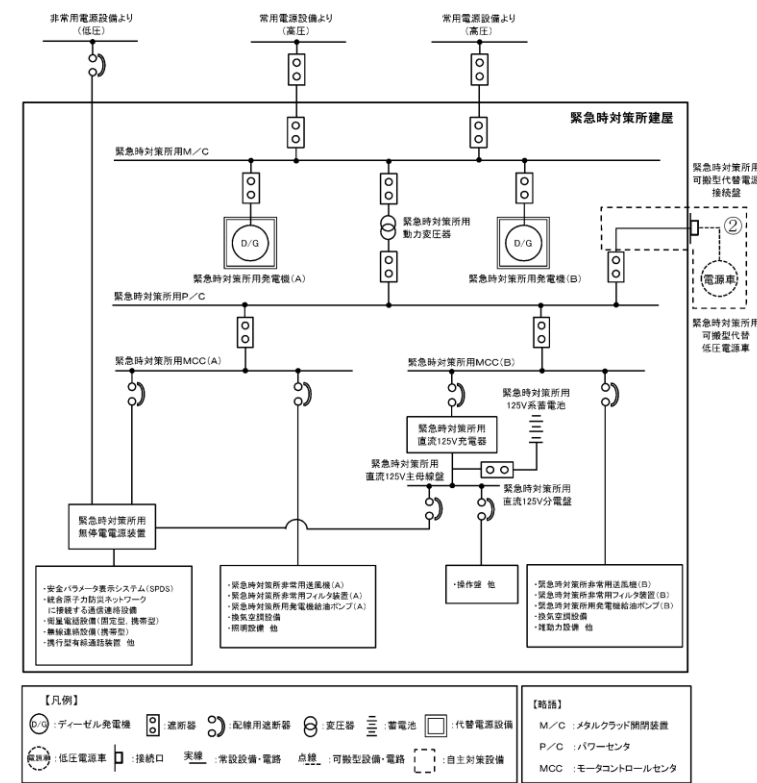 非常用電源設備より
(低圧)
常用電源設備より
(高圧)
常用電源設備より
(高圧)
緊急時対策所建屋
緊急時対策所用M/C
緊急時対策所用
可搬型代替電源
接続盤
②
緊急時対策所用
動力変圧器
D/G
D/G
電源車
緊急時対策所用発電機(A)
緊急時対策所用発電機(B)
緊急時対策所用P/C
緊急時対策所用
可搬型代替
低圧電源車
緊急時対策所用MCC(A)
緊急時対策所用MCC(B)
緊急時対策所用
125V系蓄電池
緊急時対策所用
直流125V充電器
緊急時対策所用
直流125V主母線盤
緊急時対策所用
直流125V分電盤
緊急時対策所用
無停電電源装置
・安全パラメータ表示システム(SPDS)
・統合原子力防災ネットワーク
に接続する通信連絡設備
・衛星電話設備(固定型, 携帯型)
・無線連絡設備(携帯型)
・携行型有線通話装置 他
・緊急時対策所非常用送風機(A)
・緊急時対策所非常用フィルタ装置(A)
・緊急時対策所用発電機給油ポンプ(A)
・換気空調設備
・照明設備 他
・操作盤 他
・緊急時対策所非常用送風機(B)
・緊急時対策所非常用フィルタ装置(B)
・緊急時対策所用発電機給油ポンプ(B)
・換気空調設備
・雑動力設備 他
【凡例】
D/G :ディーゼル発電機 :遮断器 :配線用遮断器 :変圧器 :蓄電池 :代替電源設備
電源車 :低圧電源車 :接続口 実線 :常設設備・電路 点線 :可搬型設備・電路 :自主対策設備
【略語】
M/C :メタルクラッド開閉装置
P/C :パワーセンタ
MCC :モータコントロールセンタ